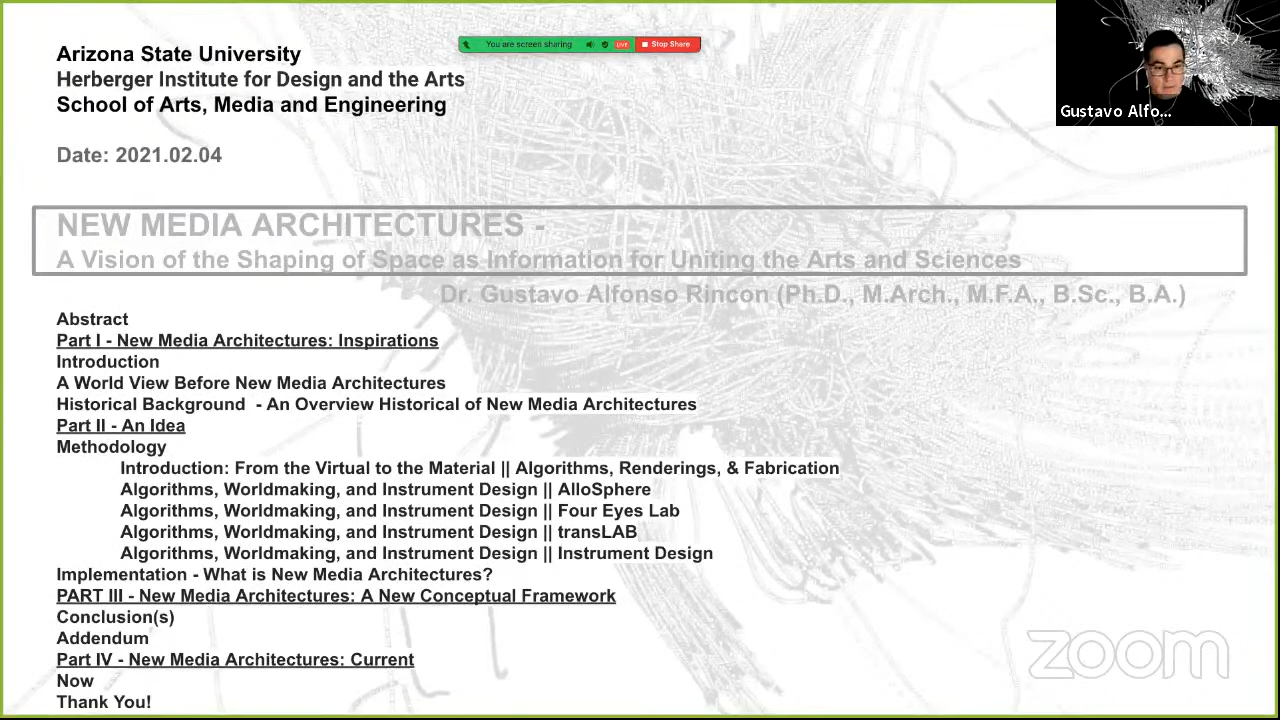 Arizona State University
Herberger Institute for Design and the Arts
School of Arts, Media and Engineering
You are screen sharing LIVE Stop Share
Gustavo Alfo...
Date: 2021.02.04
NEW MEDIA ARCHITECTURES -
A Vision of the Shaping of Space as Information for Uniting the Arts and Sciences
Dr. Gustavo Alfonso Rincon (Ph.D., M.Arch., M.F.A., B.Sc., B.A.)
Abstract
Part I - New Media Architectures: Inspirations
Introduction
A World View Before New Media Architectures
Historical Background - An Overview Historical of New Media Architectures
Part II - An Idea
Methodology
Introduction: From the Virtual to the Material || Algorithms, Renderings, & Fabrication
Algorithms, Worldmaking, and Instrument Design || AlloSphere
Algorithms, Worldmaking, and Instrument Design || Four Eyes Lab
Algorithms, Worldmaking, and Instrument Design || transLAB
Algorithms, Worldmaking, and Instrument Design || Instrument Design
Implementation - What is New Media Architectures?
PART III - New Media Architectures: A New Conceptual Framework
Conclusion(s)
Addendum
Part IV - New Media Architectures: Current
Now
Thank You!
zoom